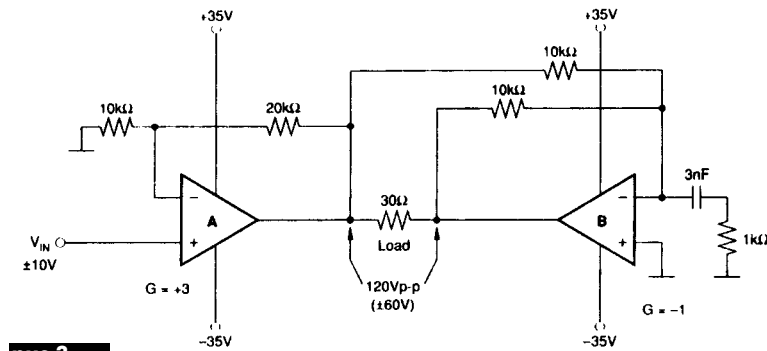 +35V
+35V
10kΩ
10kΩ
10kΩ
20kΩ
3nF
30Ω
−
A
+
Load
−
B
+
1kΩ
V_IN
±10V
G = +3
120Vp-p
(±60V)
G = −1
−35V
−35V